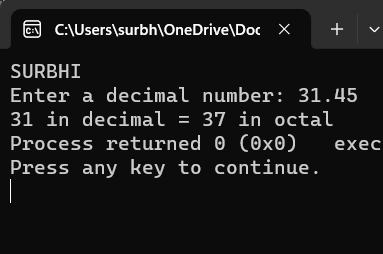 C:\Users\surbh\OneDrive\Doc
SURBHI
Enter a decimal number: 31.45
31 in decimal = 37 in octal
Process returned 0 (0x0)   exec
Press any key to continue.